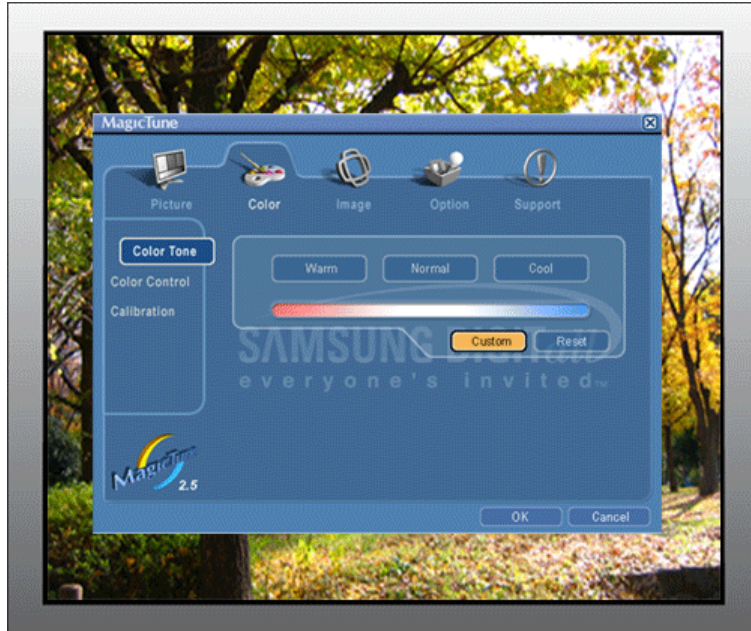 MagicTune
Picture Color Image Option Support
Color Tone
Color Control
Calibration
Warm Normal Cool
SAMSUNG DIGITall
Custom Reset
everyone's invited™
MagicTune 2.5
OK Cancel